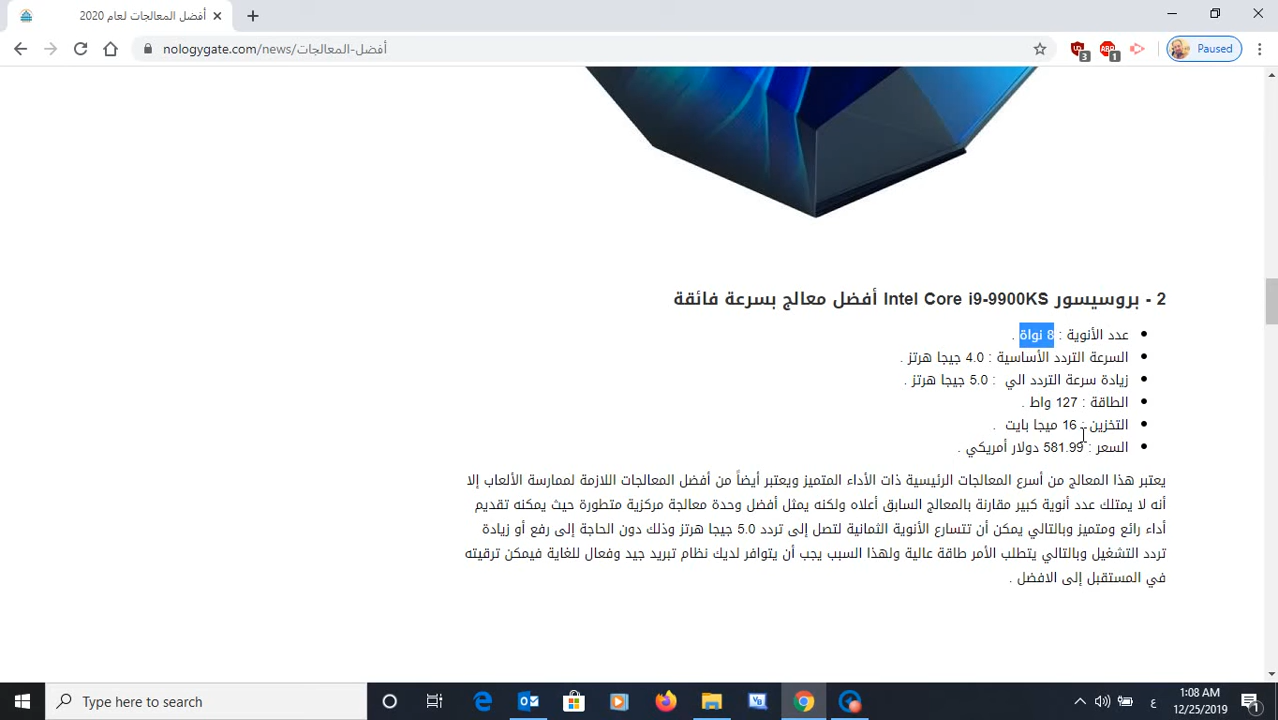 أفضل المعالجات لعام 2020
nologygate.com/news/أفضل-المعالجات
3
ABP
1
Paused
2 - بروسيسور Intel Core i9-9900KS أفضل معالج بسرعة فائقة
عدد الأنوية : 8 نواة .
السرعة التردد الأساسية : 4.0 جيجا هرتز .
زيادة سرعة التردد الي : 5.0 جيجا هرتز .
الطاقة : 127 واط .
التخزين : 16 ميجا بايت .
السعر : 581.99 دولار أمريكي .
يعتبر هذا المعالج من أسرع المعالجات الرئيسية ذات الأداء المتميز ويعتبر أيضاً من أفضل المعالجات اللازمة لممارسة الألعاب إلا
أنه لا يمتلك عدد أنوية كبير مقارنة بالمعالج السابق أعلاه ولكنه يمثل أفضل وحدة معالجة مركزية متطورة حيث يمكنه تقديم
أداء رائع ومتميز وبالتالي يمكن أن تتسارع الأنوية الثمانية لتصل إلى تردد 5.0 جيجا هرتز وذلك دون الحاجة إلى رفع أو زيادة
تردد التشغيل وبالتالي يتطلب الأمر طاقة عالية ولهذا السبب يجب أن يتوافر لديك نظام تبريد جيد وفعال للغاية فيمكن ترقيته
في المستقبل إلى الافضل .
Type here to search
ع
1:08 AM
12/25/2019
1